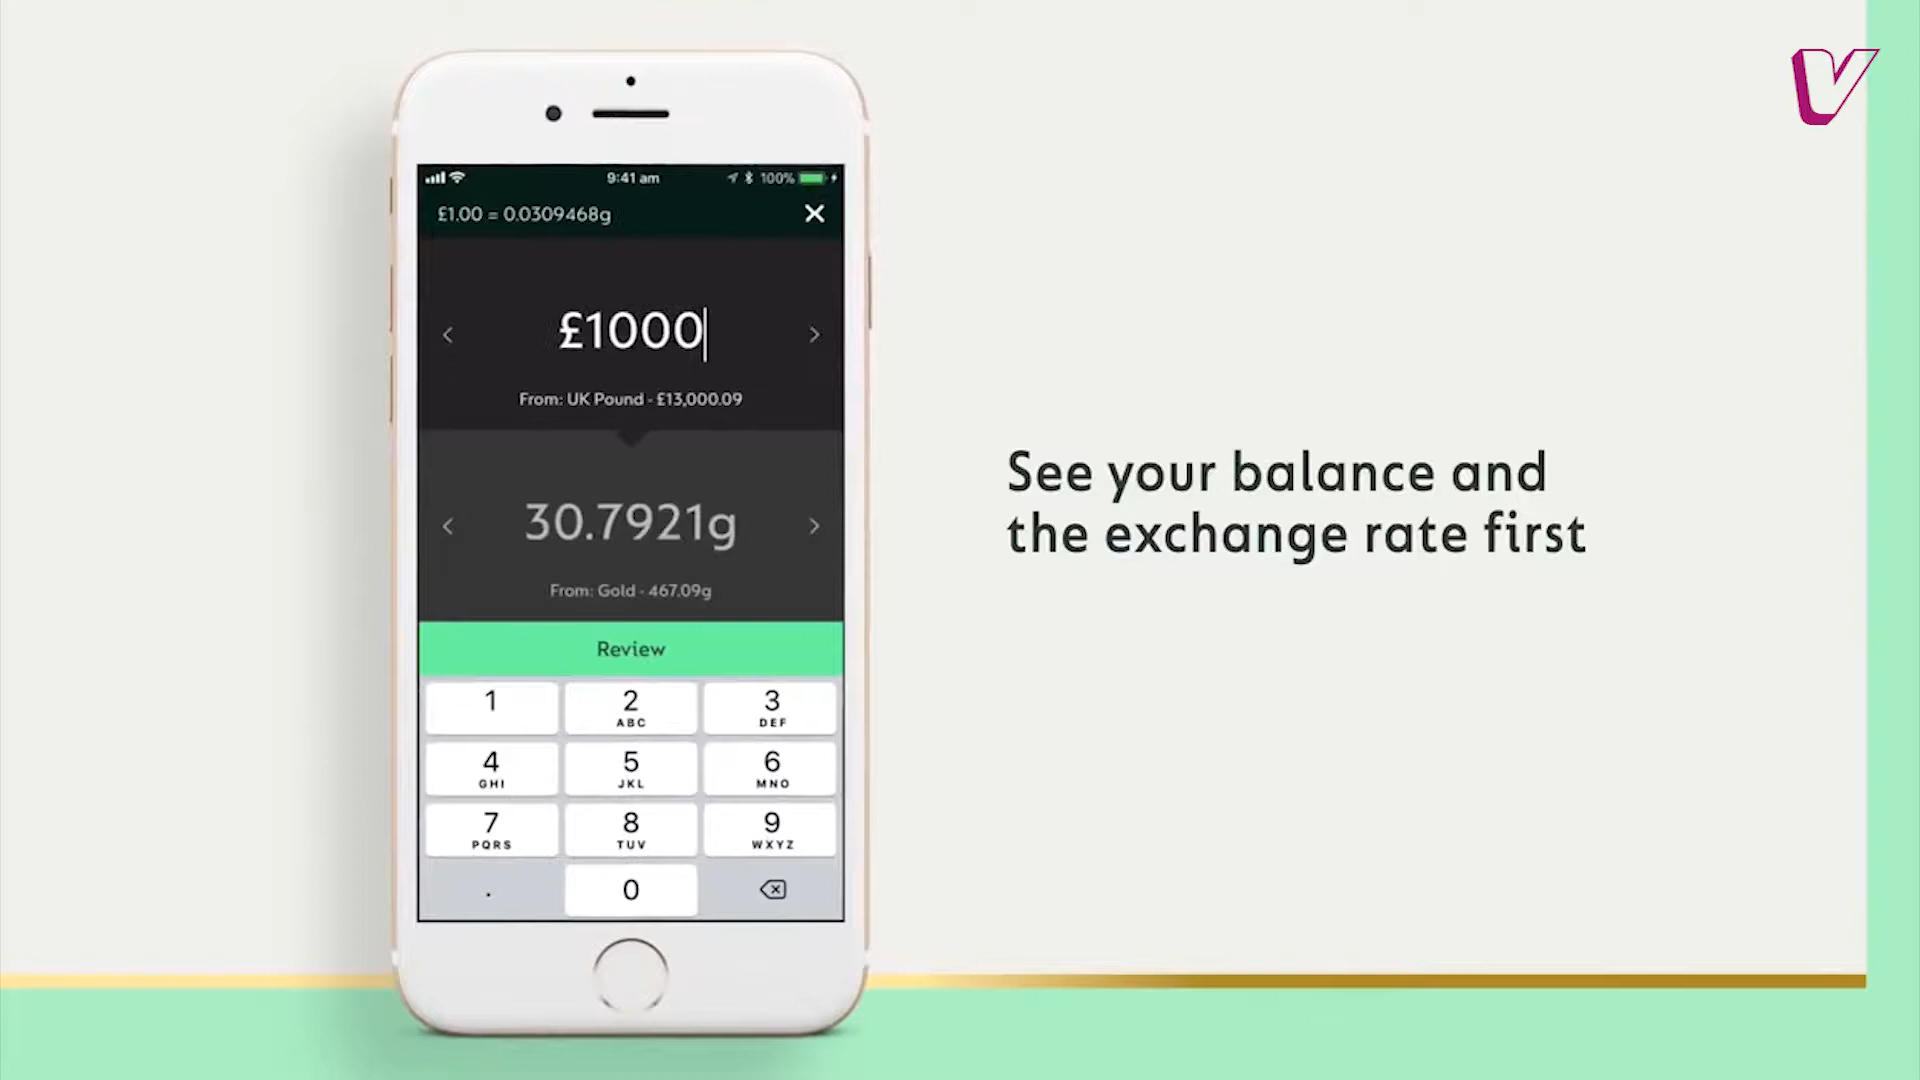 9:41 am
100%
£1.00 = 0.0309468g
£1000
From: UK Pound - £13,000.09
30.7921g
From: Gold - 467.09g
Review
1
2
ABC
3
DEF
4
GHI
5
JKL
6
MNO
7
PQRS
8
TUV
9
WXYZ
.
0
See your balance and
the exchange rate first
V